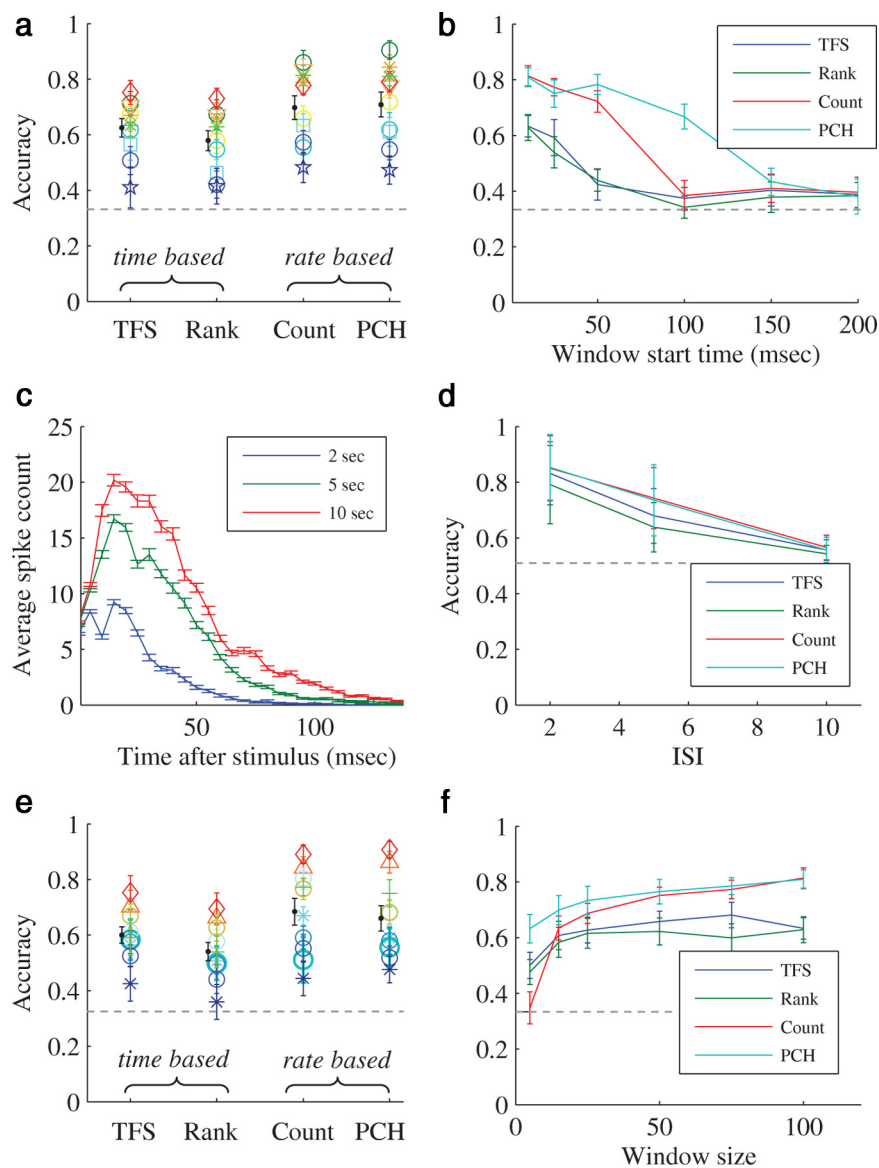 a
Accuracy
1
0.8
0.6
0.4
0.2
0
time based
rate based
TFS Rank Count PCH
b
Accuracy
1
0.8
0.6
0.4
0.2
0
TFS
Rank
Count
PCH
50 100 150 200
Window start time (msec)
c
Average spike ccount
25
20
15
10
5
0
2 sec
5 sec
10 sec
50 100
Time after stimulus (msec)
d
Accuracy
1
0.8
0.6
0.4
0.2
0
TFS
Rank
Count
PCH
2 4 6 8 10
ISI
e
Accuracy
1
0.8
0.6
0.4
0.2
0
time based
rate based
TFS Rank Count PCH
f
Accuracy
1
0.8
0.6
0.4
0.2
0
TFS
Rank
Count
PCH
0 50 100
Window size